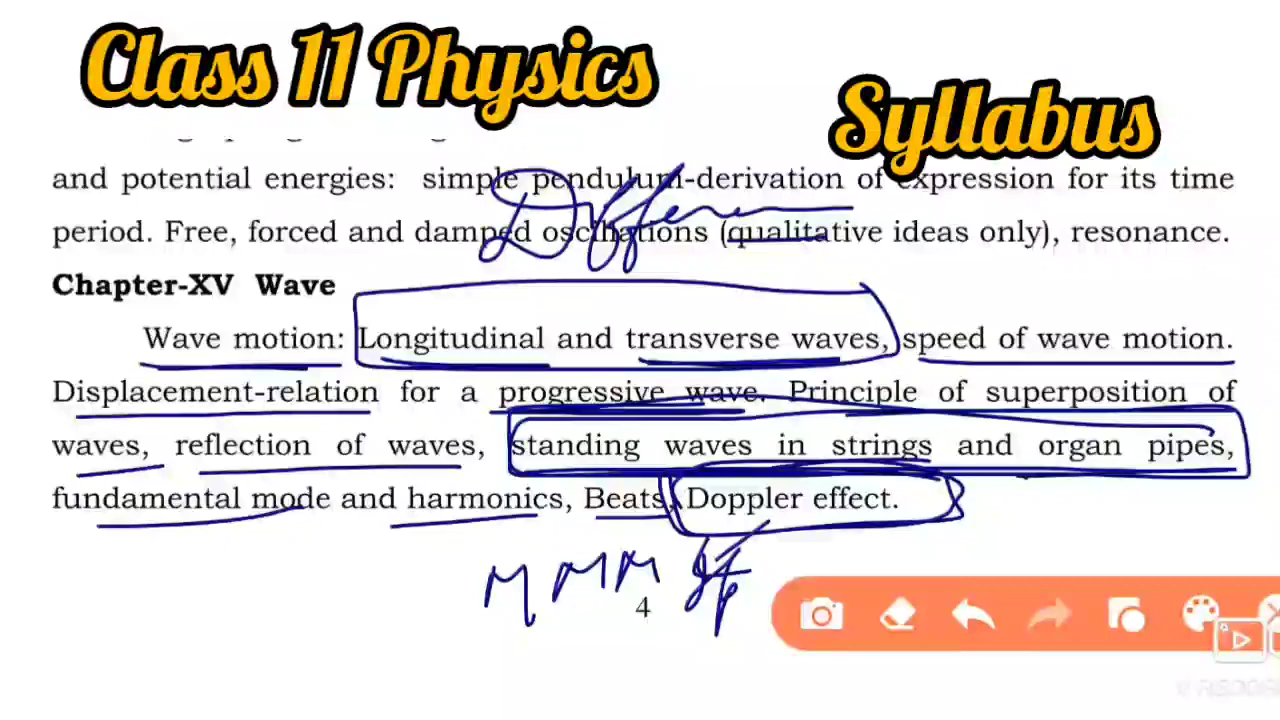 Class 11 Physics
Syllabus
and potential energies: simple pendulum-derivation of expression for its time
period. Free, forced and damped oscillations (qualitative ideas only), resonance.
Difference
Chapter-XV Wave
Wave motion: Longitudinal and transverse waves, speed of wave motion.
Displacement-relation for a progressive wave. Principle of superposition of
waves, reflection of waves, standing waves in strings and organ pipes,
fundamental mode and harmonics, Beats, Doppler effect.
4